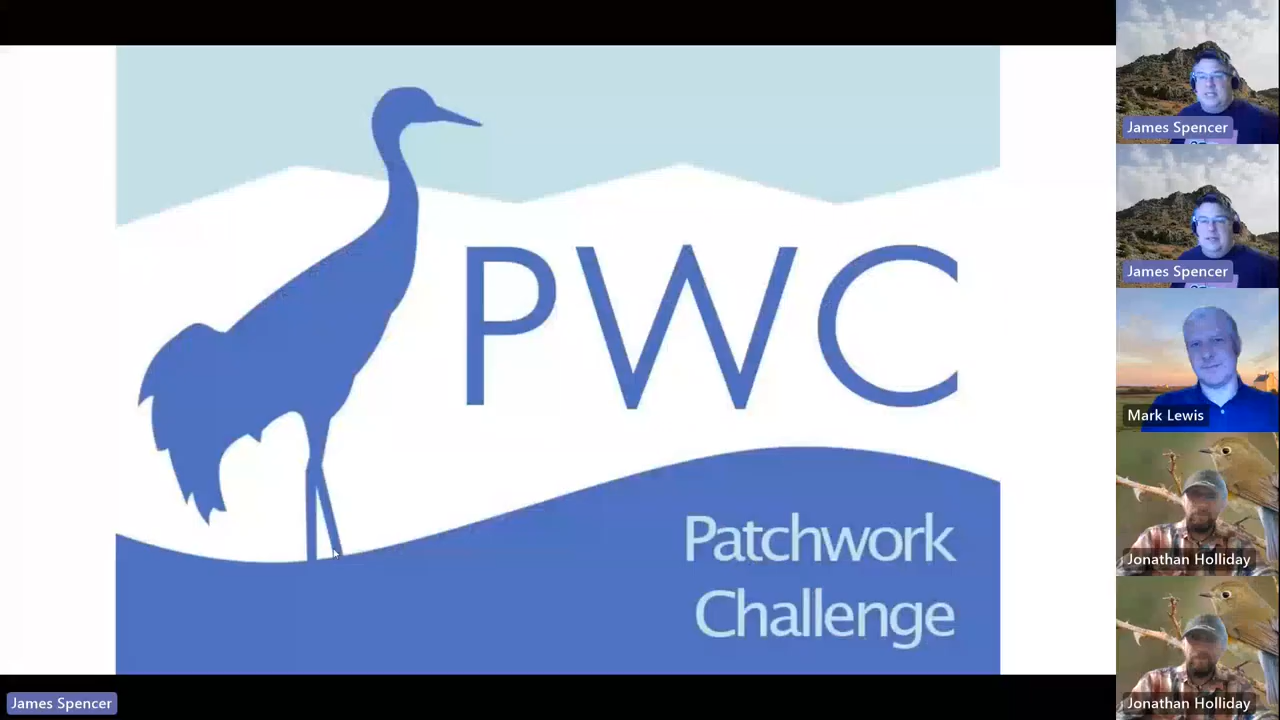 PWC
Patchwork
Challenge
James Spencer
James Spencer
Mark Lewis
Jonathan Holliday
Jonathan Holliday
James Spencer